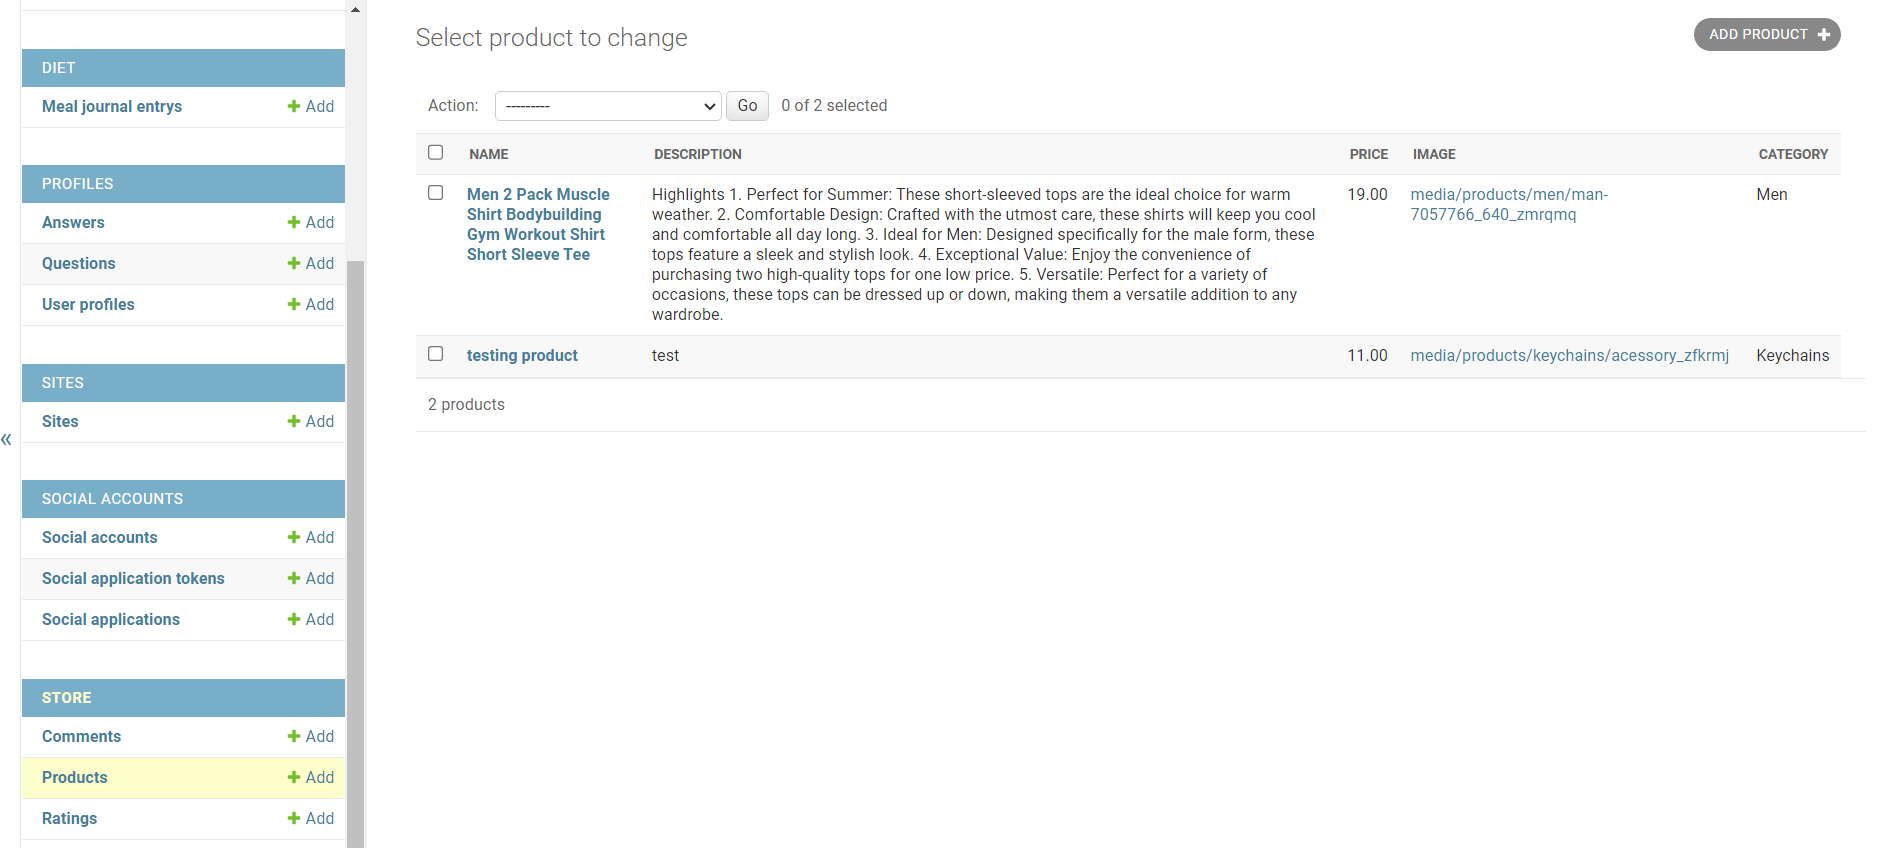 DIET
Meal journal entrys Add
PROFILES
Answers Add
Questions Add
User profiles Add
SITES
Sites Add
«
SOCIAL ACCOUNTS
Social accounts Add
Social application tokens Add
Social applications Add
STORE
Comments Add
Products Add
Ratings Add
Select product to change
ADD PRODUCT
Action: --------- Go 0 of 2 selected
NAME DESCRIPTION PRICE IMAGE CATEGORY
Men 2 Pack Muscle
Shirt Bodybuilding
Gym Workout Shirt
Short Sleeve Tee
Highlights 1. Perfect for Summer: These short-sleeved tops are the ideal choice for warm
weather. 2. Comfortable Design: Crafted with the utmost care, these shirts will keep you cool
and comfortable all day long. 3. Ideal for Men: Designed specifically for the male form, these
tops feature a sleek and stylish look. 4. Exceptional Value: Enjoy the convenience of
purchasing two high-quality tops for one low price. 5. Versatile: Perfect for a variety of
occasions, these tops can be dressed up or down, making them a versatile addition to any
wardrobe.
19.00
media/products/men/man-
7057766_640_zmrqmq
Men
testing product test 11.00 media/products/keychains/acessory_zfkrmj Keychains
2 products